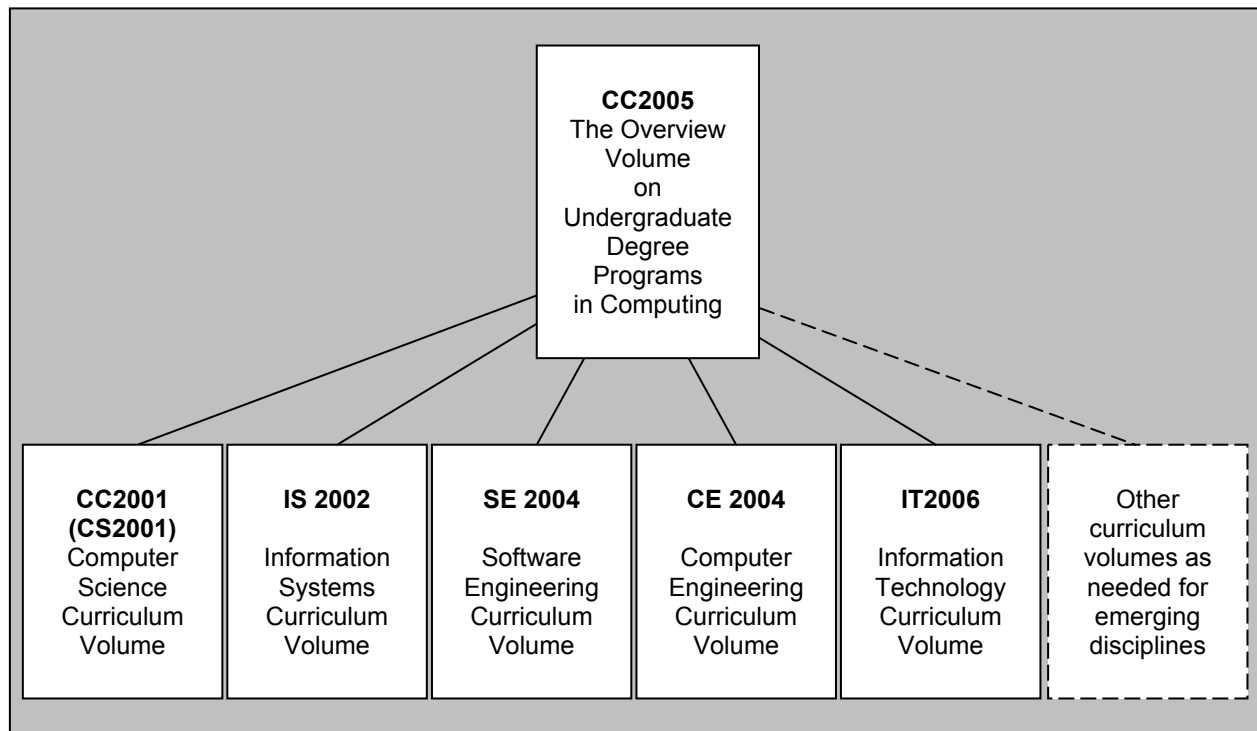 CC2005
The Overview
Volume
on
Undergraduate
Degree
Programs
in Computing
CC2001
(CS2001)
Computer
Science
Curriculum
Volume
IS 2002
Information
Systems
Curriculum
Volume
SE 2004
Software
Engineering
Curriculum
Volume
CE 2004
Computer
Engineering
Curriculum
Volume
IT2006
Information
Technology
Curriculum
Volume
Other
curriculum
volumes as
needed for
emerging
disciplines